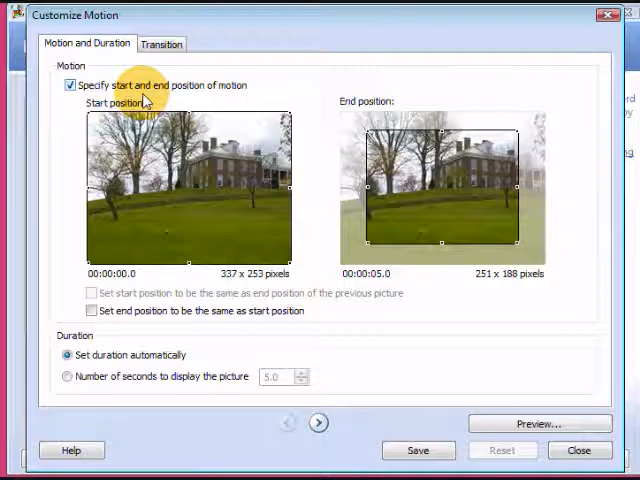 Customize Motion
Motion and Duration
Transition
Motion
Specify start and end position of motion
Start position:
End position:
00:00:00.0
337 x 253 pixels
00:00:05.0
251 x 188 pixels
Set start position to be the same as end position of the previous picture
Set end position to be the same as start position
Duration
Set duration automatically
Number of seconds to display the picture
5.0
Preview...
Help
Save
Reset
Close